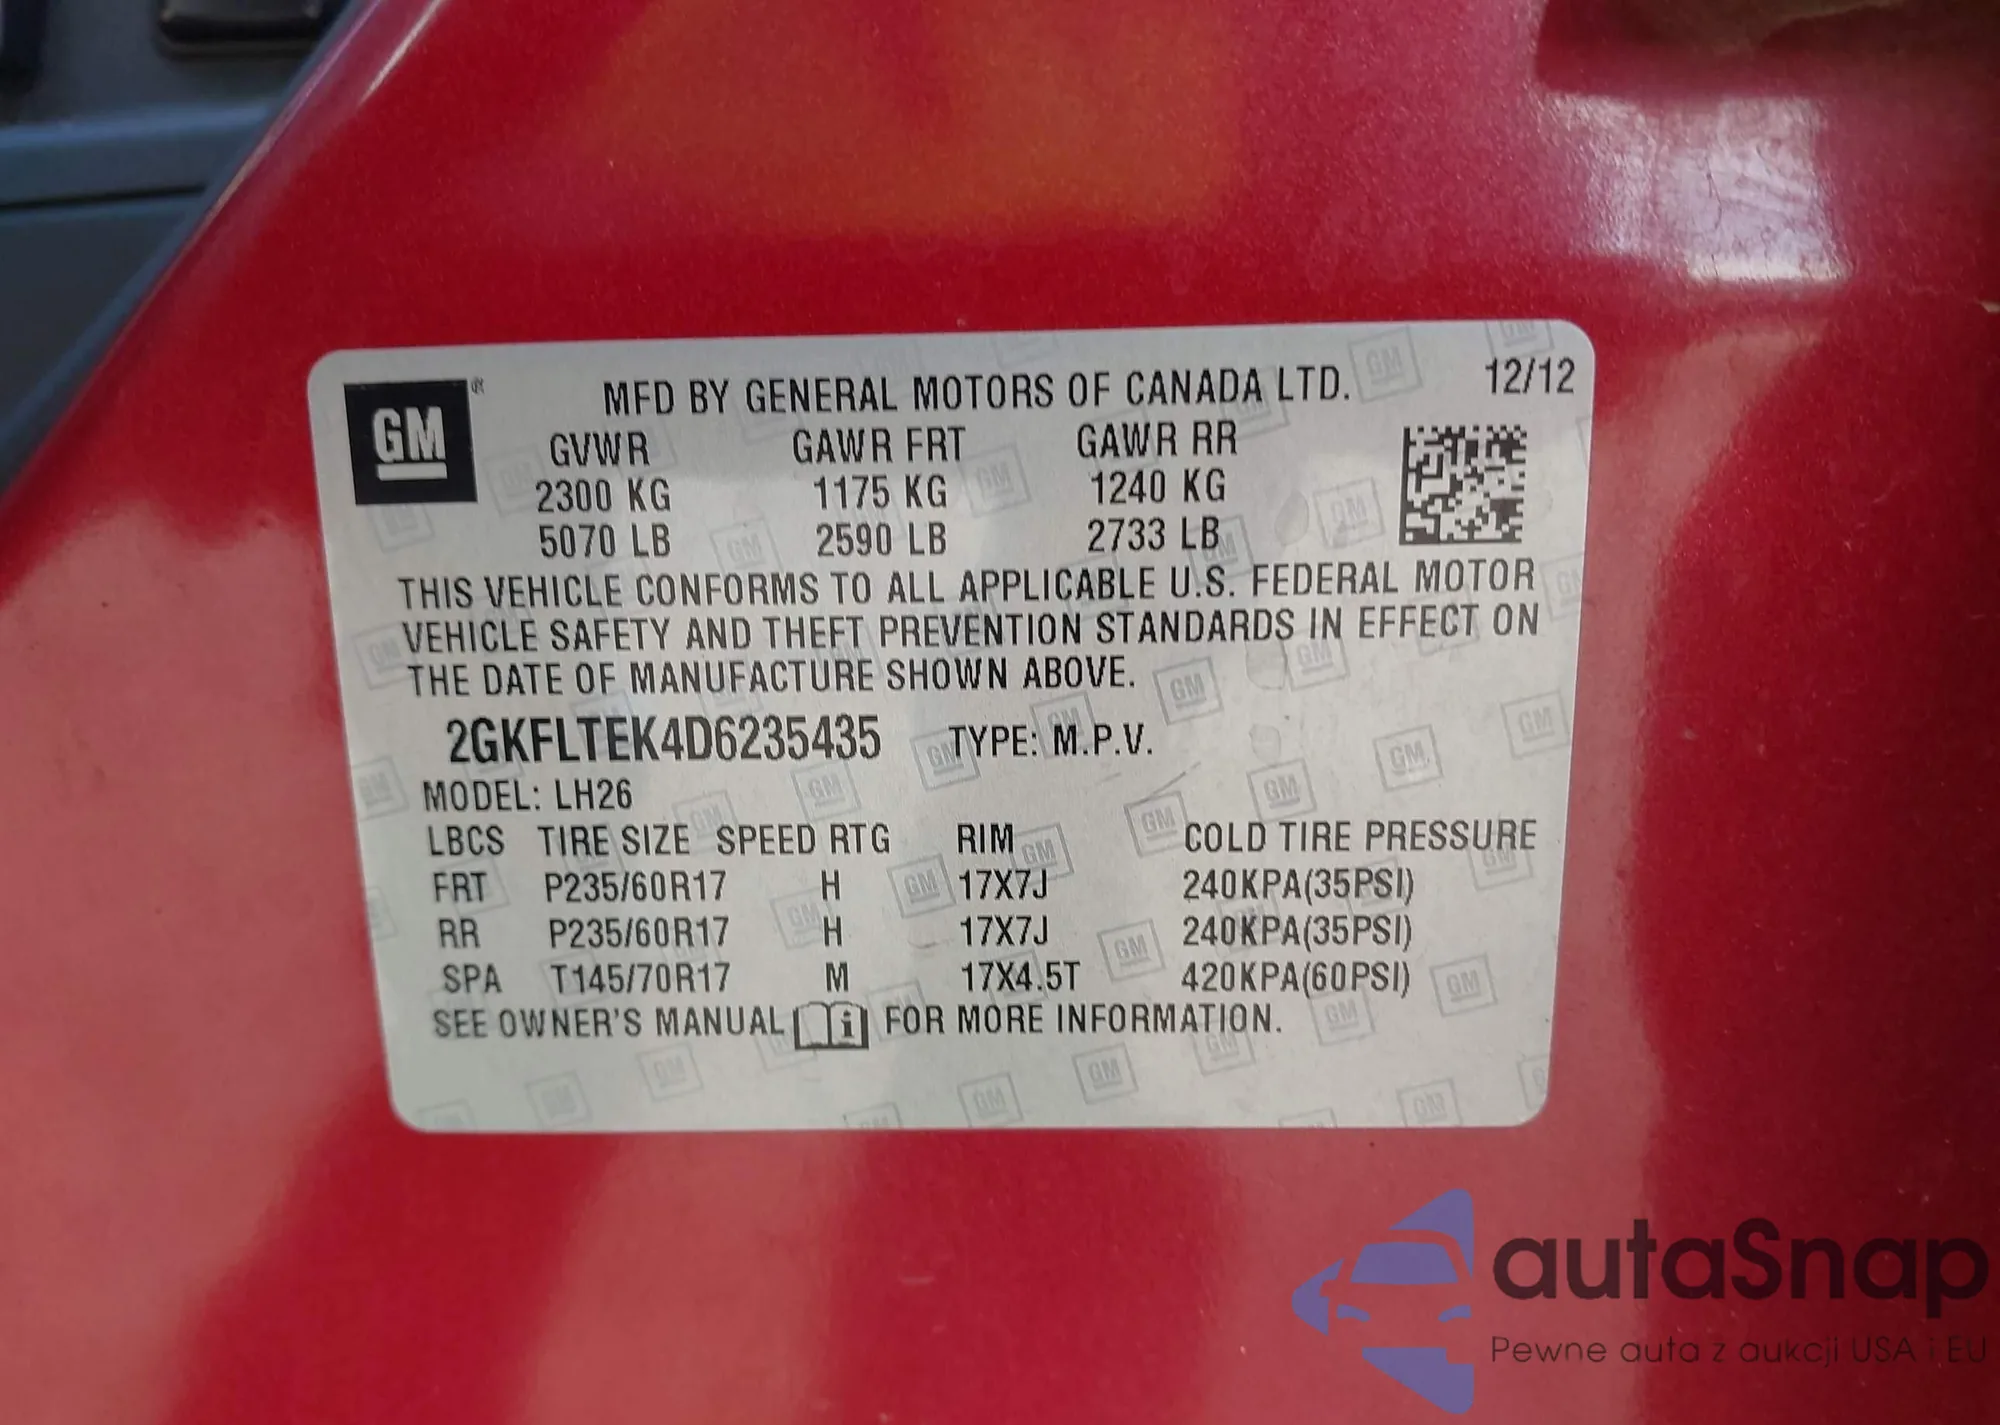 GM ® MFD BY GENERAL MOTORS OF CANADA LTD. 12/12
GVWR GAWR FRT GAWR RR
2300 KG 1175 KG 1240 KG
5070 LB 2590 LB 2733 LB
THIS VEHICLE CONFORMS TO ALL APPLICABLE U.S. FEDERAL MOTOR
VEHICLE SAFETY AND THEFT PREVENTION STANDARDS IN EFFECT ON
THE DATE OF MANUFACTURE SHOWN ABOVE.
2GKFLTEK4D6235435 TYPE: M.P.V.
MODEL: LH26
LBCS TIRE SIZE SPEED RTG RIM COLD TIRE PRESSURE
FRT P235/60R17 H 17X7J 240KPA(35PSI)
RR P235/60R17 H 17X7J 240KPA(35PSI)
SPA T145/70R17 M 17X4.5T 420KPA(60PSI)
SEE OWNER'S MANUAL i FOR MORE INFORMATION.
autaSnap
Pewne auta z aukcji USA i EU